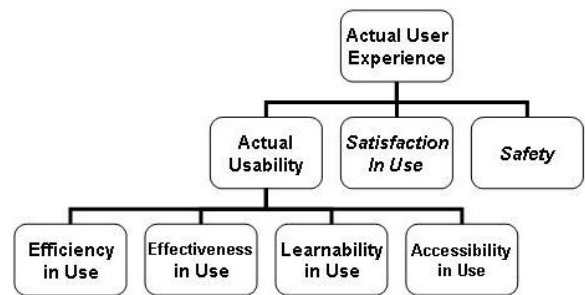 Actual User
Experience
Actual
Usability
Satisfaction
In Use
Safety
Efficiency
in Use
Effectiveness
in Use
Learnability
in Use
Accessibility
in Use